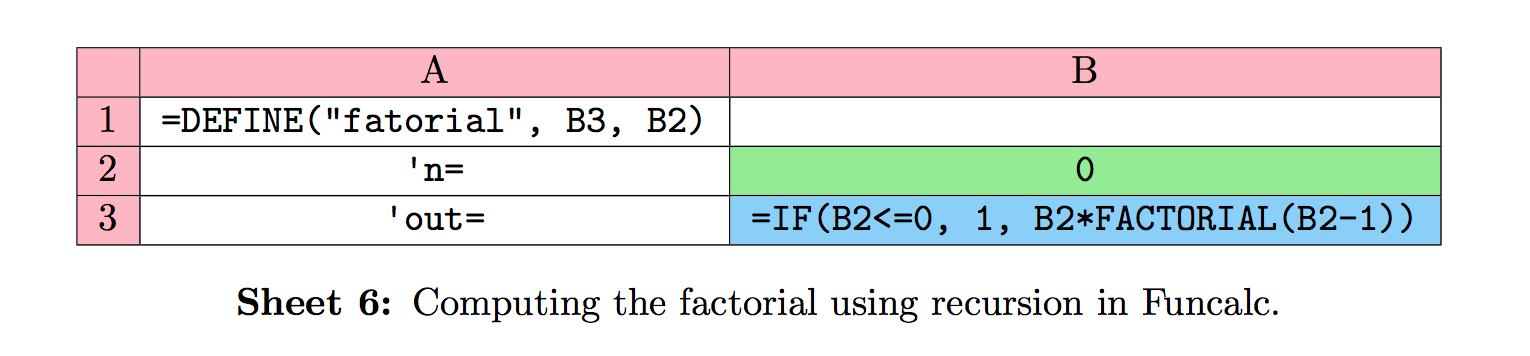 A B
1 =DEFINE("fatorial", B3, B2)
2 'n= 0
3 'out= =IF(B2<=0, 1, B2*FACTORIAL(B2-1))
Sheet 6: Computing the factorial using recursion in Funcalc.